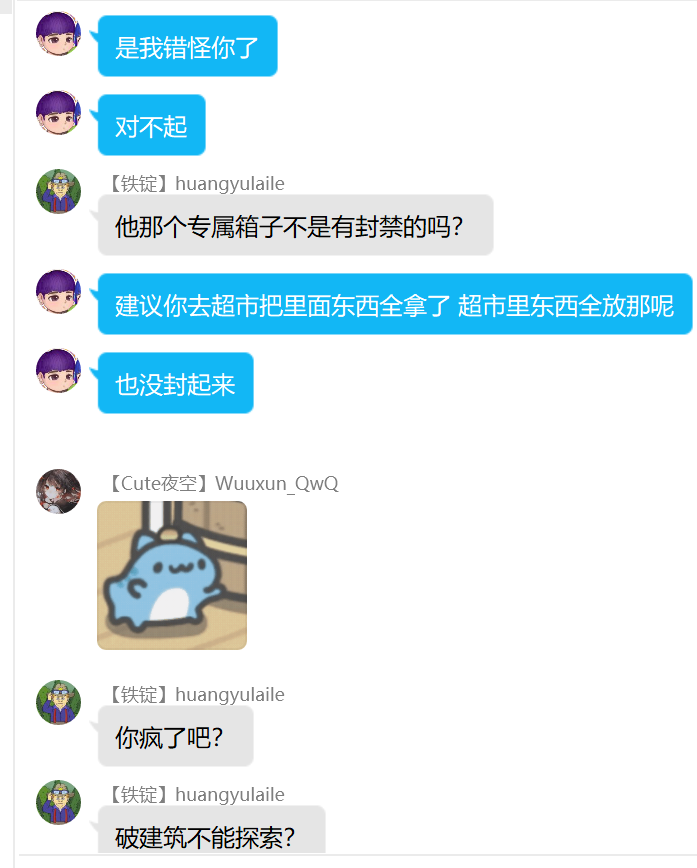 是我错怪你了
对不起
【铁锭】huangyulaile
他那个专属箱子不是有封禁的吗?
建议你去超市把里面东西全拿了 超市里东西全放那呢
也没封起来
【Cute夜空】Wuuxun_QwQ
【铁锭】huangyulaile
你疯了吧?
【铁锭】huangyulaile
破建筑不能探索?